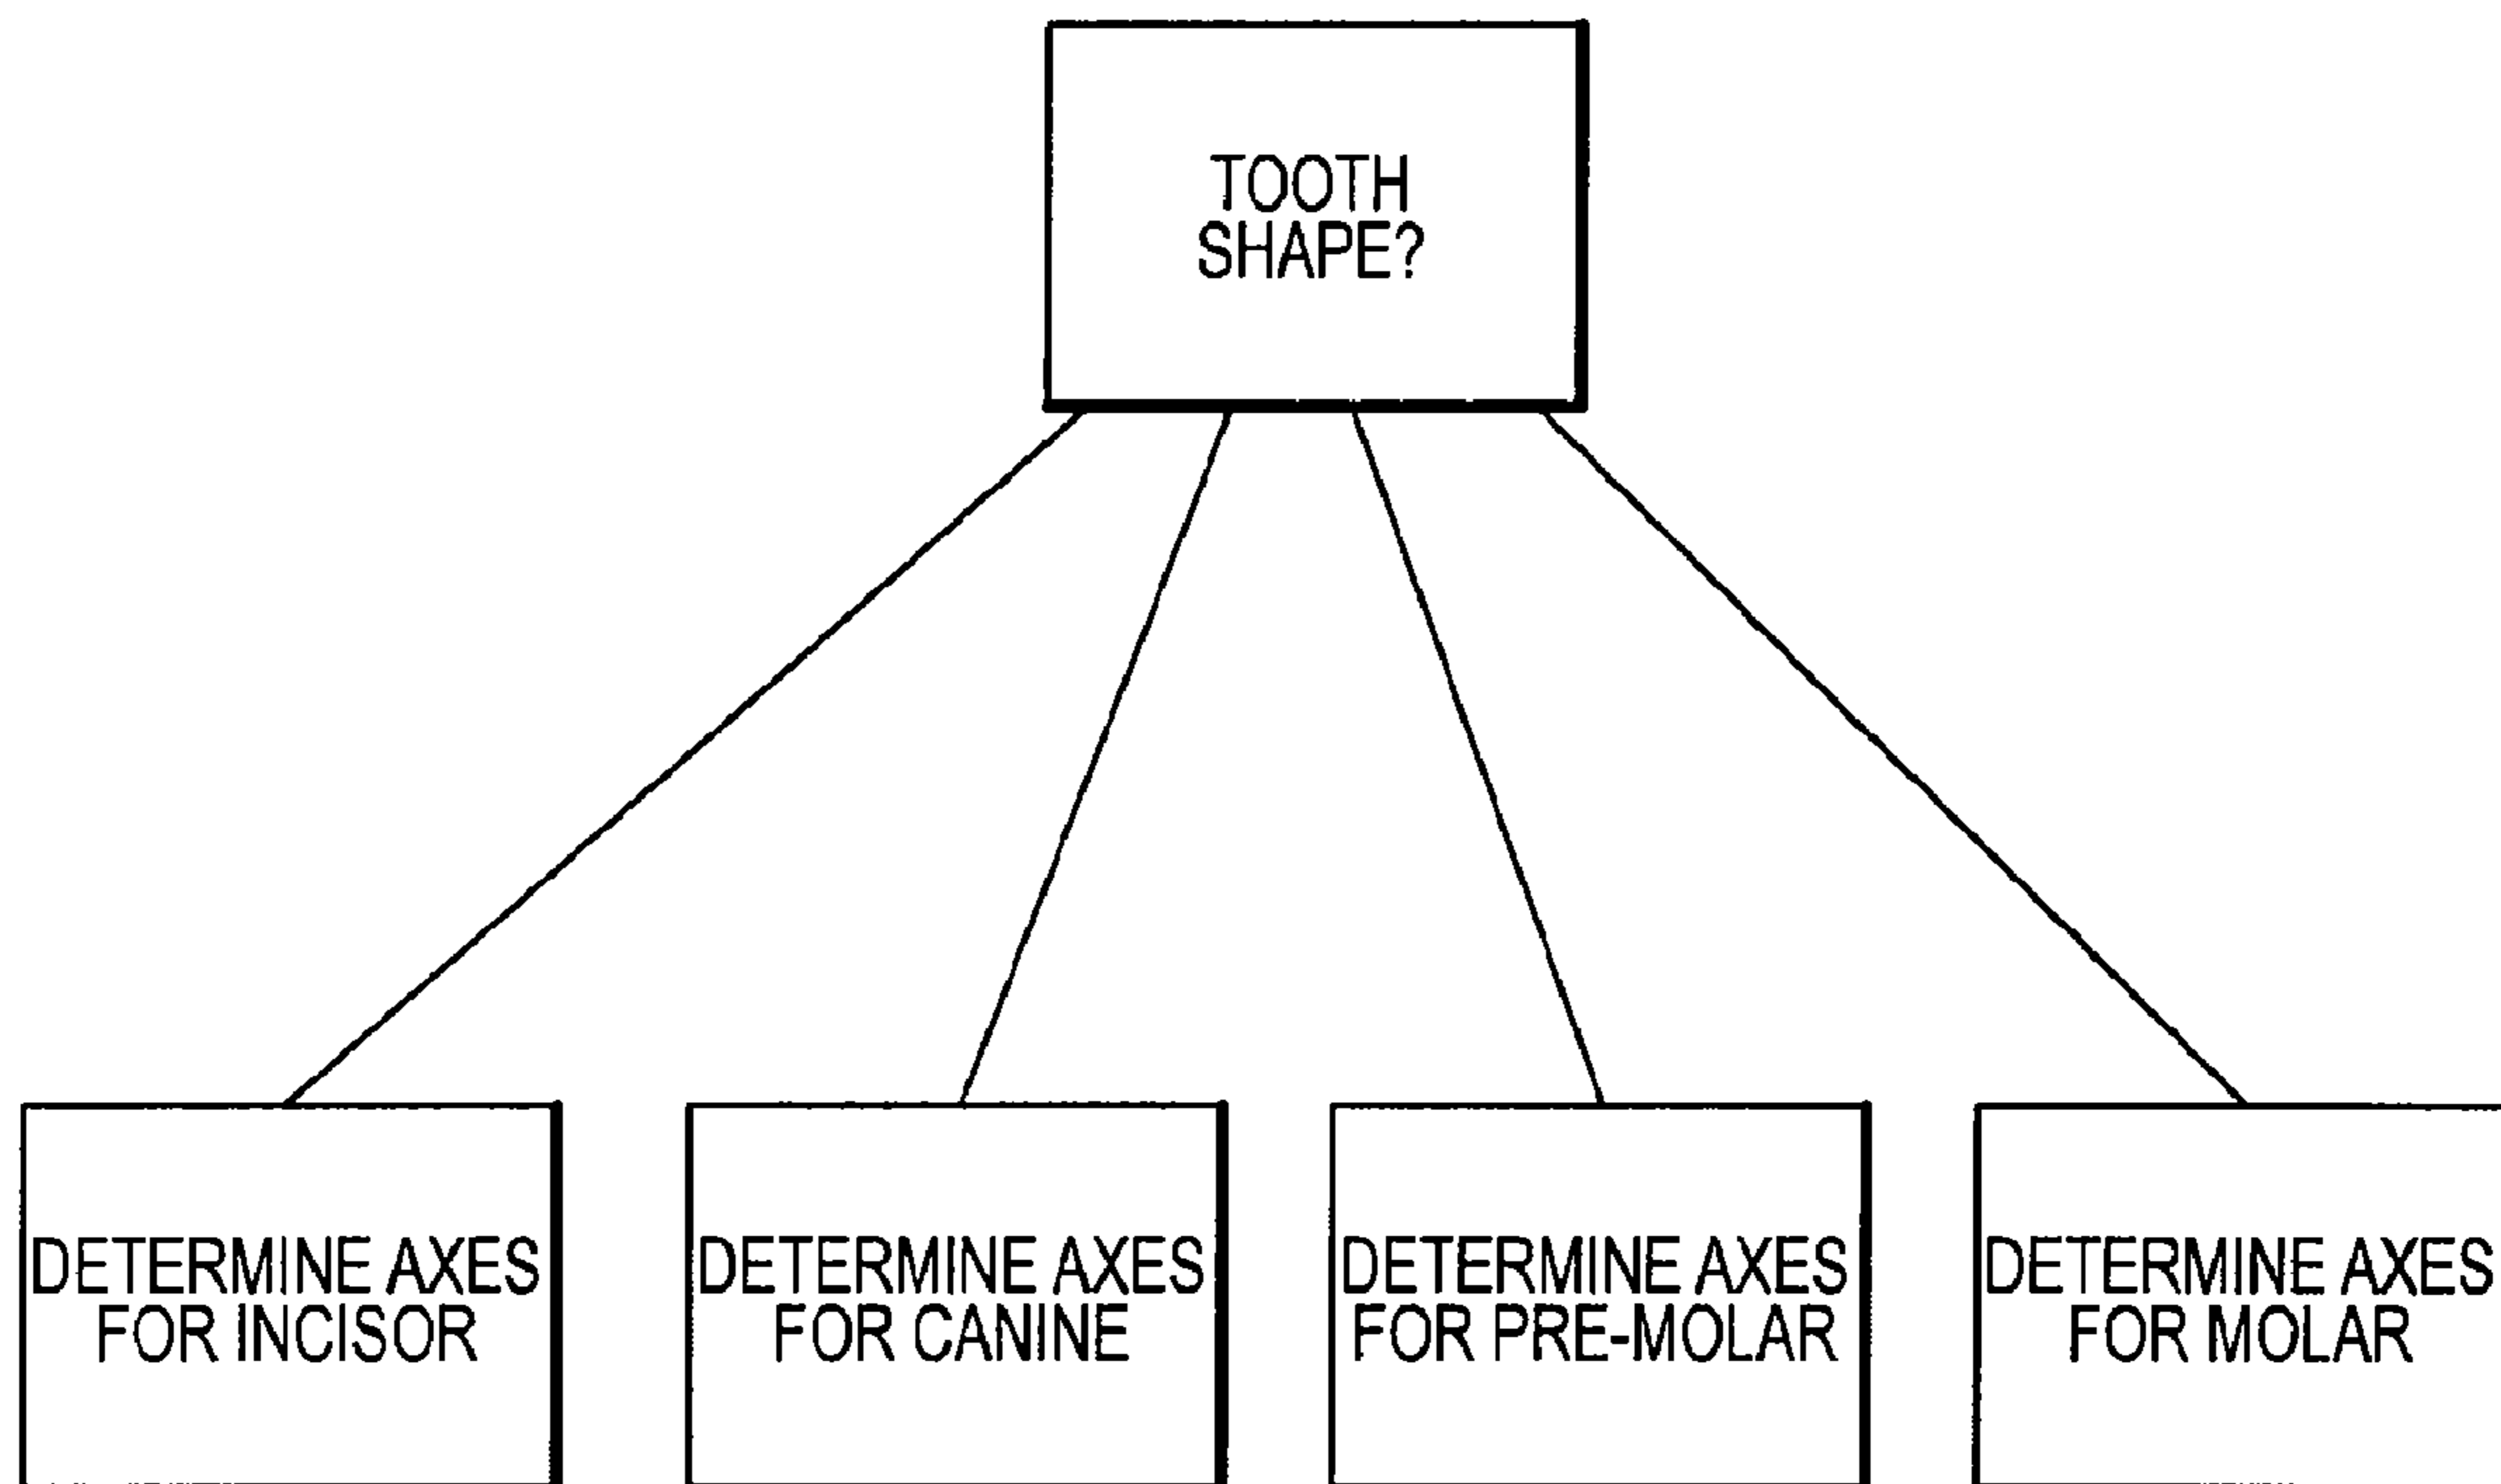 TOOTH
SHAPE?
DETERMINE AXES
FOR INCISOR
DETERMINE AXES
FOR CANINE
DETERMINE AXES
FOR PRE-MOLAR
DETERMINE AXES
FOR MOLAR